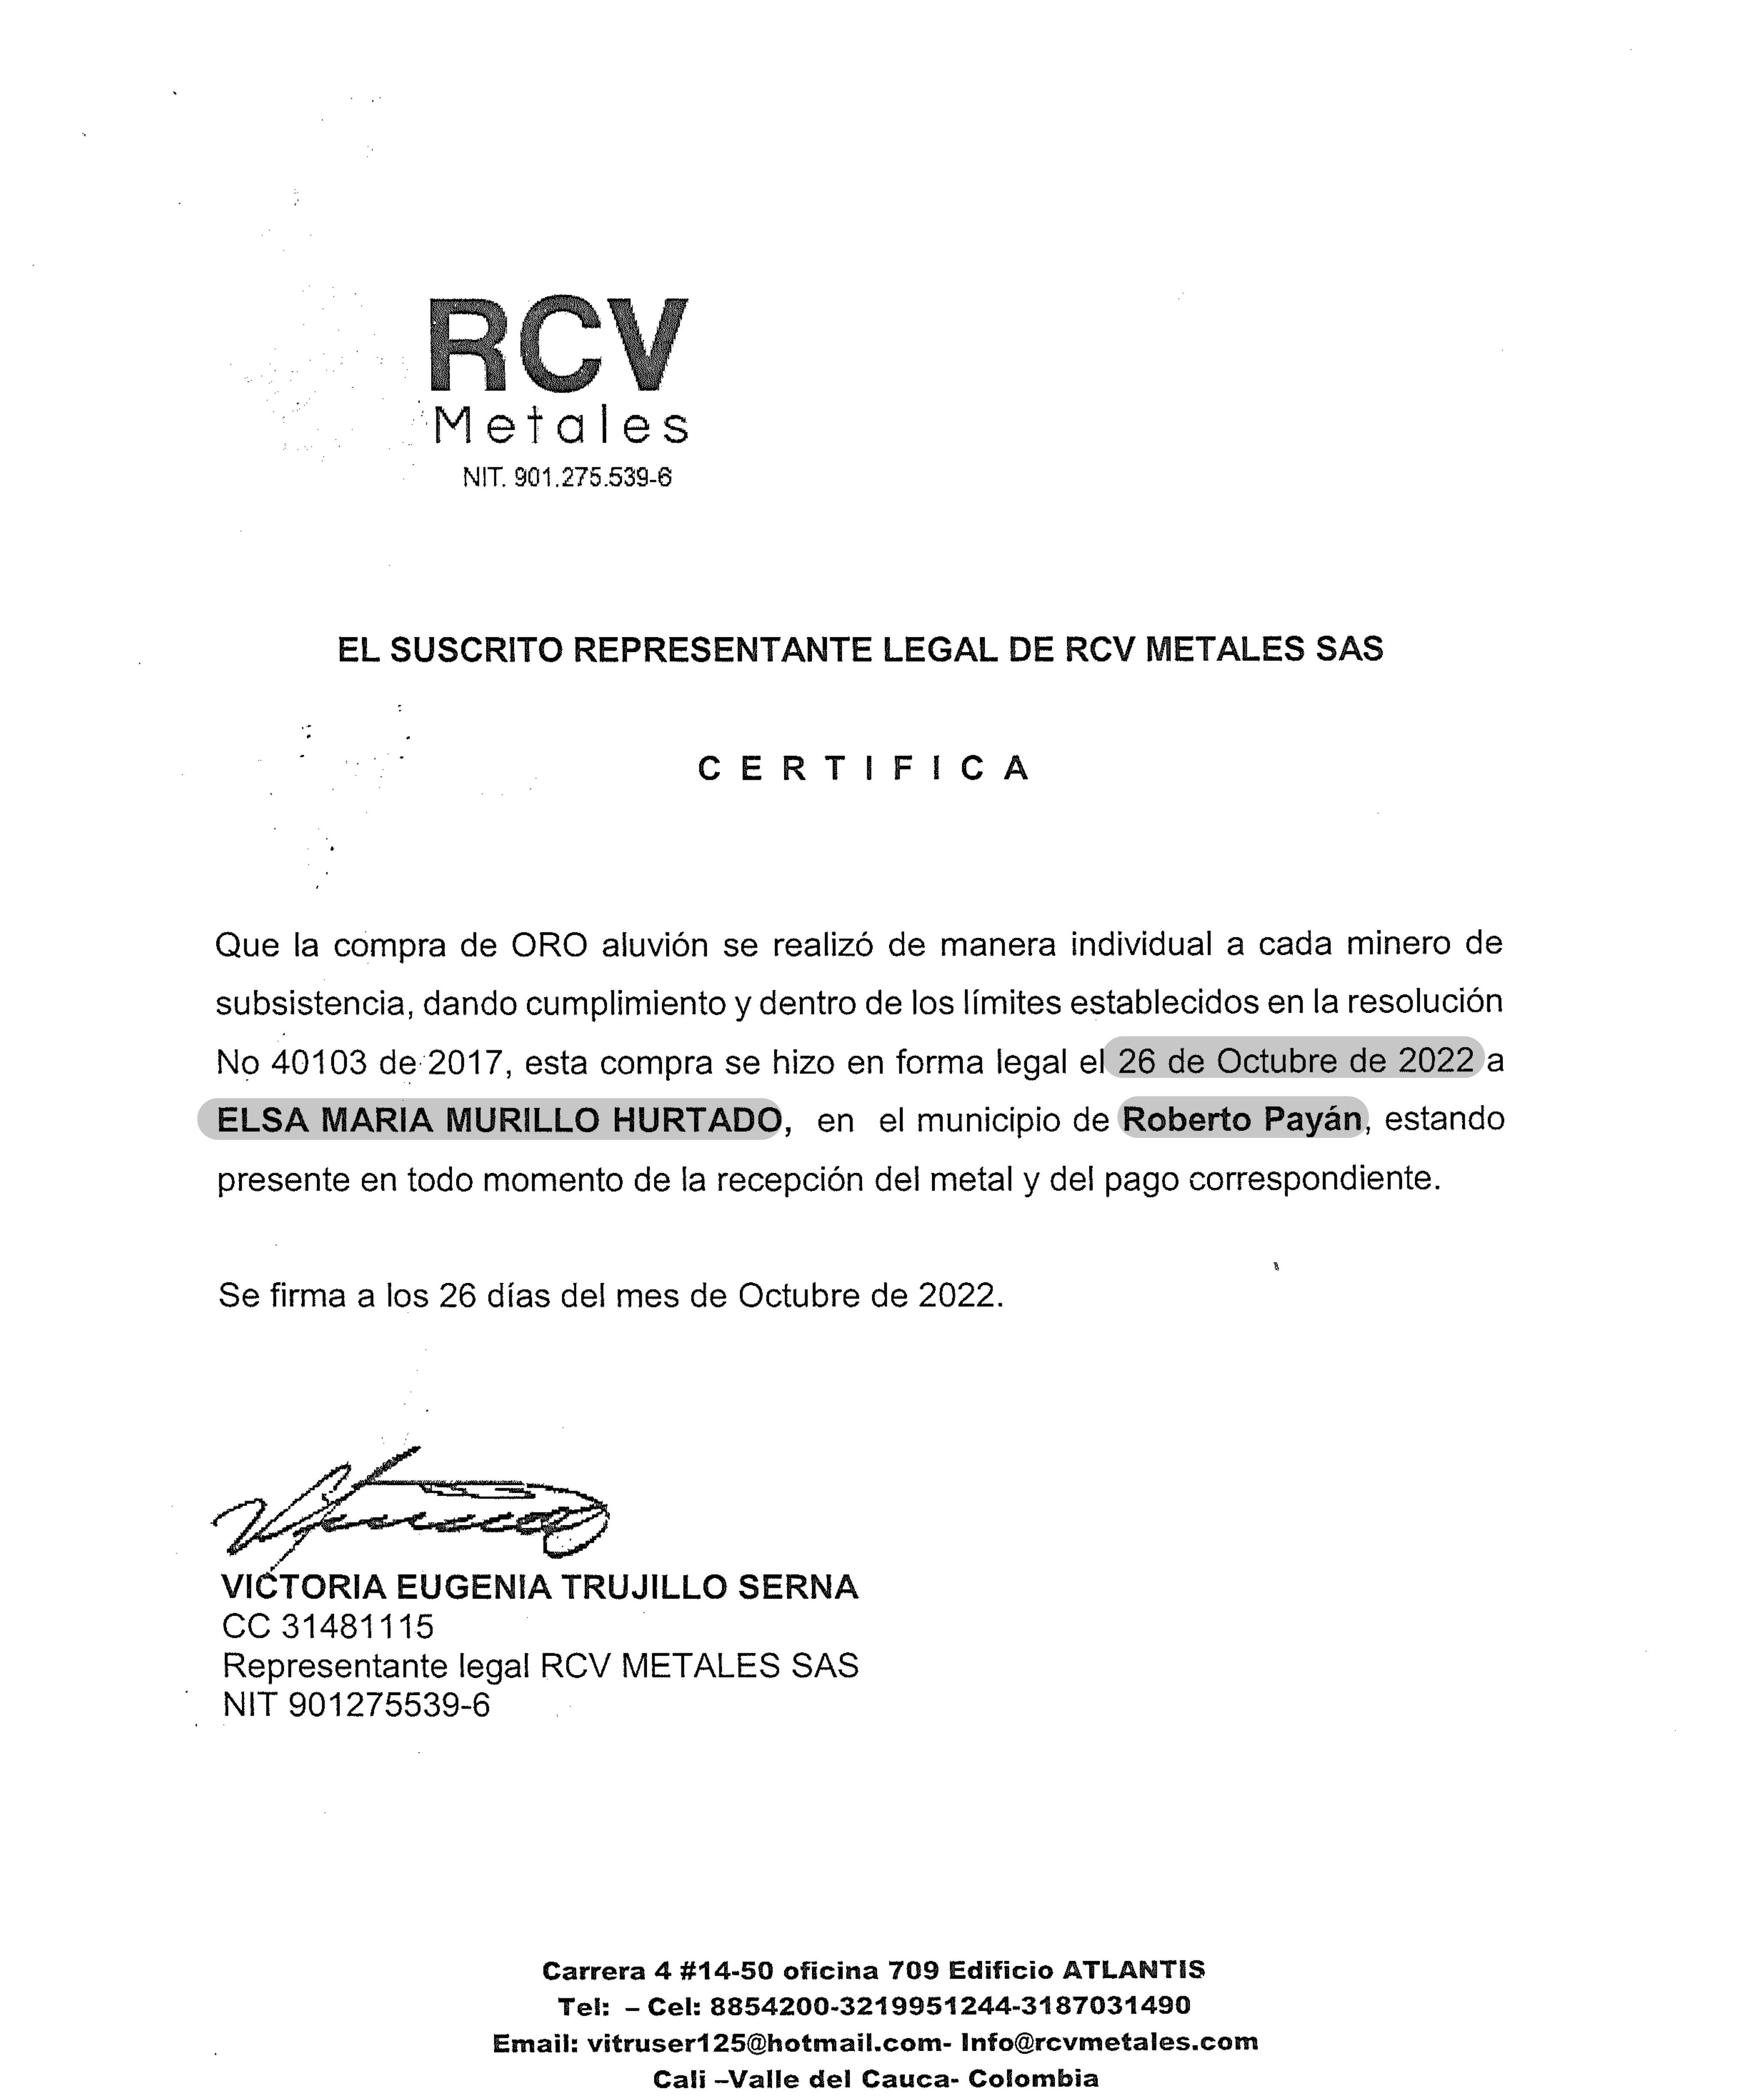 RCV
Metales
NIT. 901.275.539-6
EL SUSCRITO REPRESENTANTE LEGAL DE RCV METALES SAS
C E R T I F I C A
Que la compra de ORO aluvión se realizó de manera individual a cada minero de
subsistencia, dando cumplimiento y dentro de los límites establecidos en la resolución
No 40103 de 2017, esta compra se hizo en forma legal el 26 de Octubre de 2022 a
ELSA MARIA MURILLO HURTADO, en el municipio de Roberto Payán, estando
presente en todo momento de la recepción del metal y del pago correspondiente.
Se firma a los 26 días del mes de Octubre de 2022.
VICTORIA EUGENIA TRUJILLO SERNA
CC 31481115
Representante legal RCV METALES SAS
NIT 901275539-6
Carrera 4 #14-50 oficina 709 Edificio ATLANTIS
Tel: – Cel: 8854200-3219951244-3187031490
Email: vitruser125@hotmail.com- Info@rcvmetales.com
Cali –Valle del Cauca- Colombia